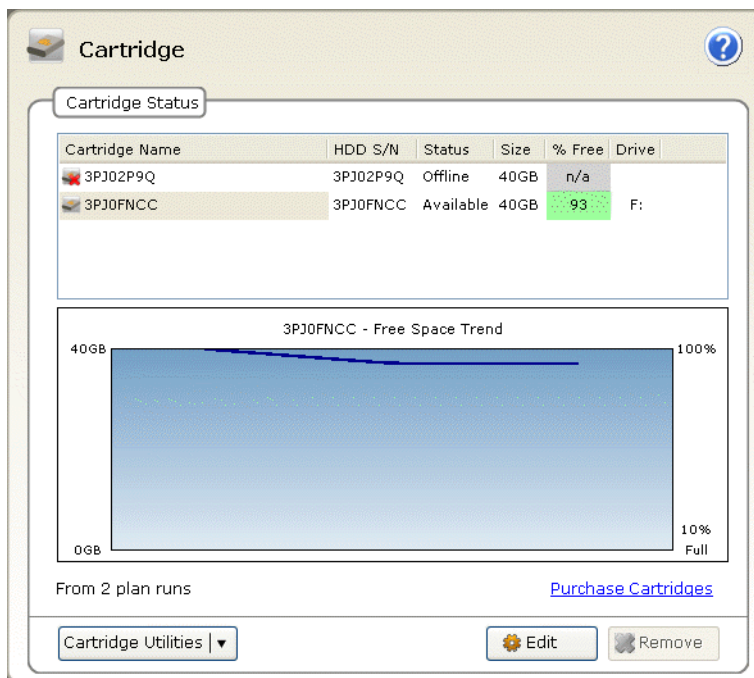 Cartridge
Cartridge Status
Cartridge Name HDD S/N Status Size % Free Drive
3PJ02P9Q 3PJ02P9Q Offline 40GB n/a
3PJ0FNCC 3PJ0FNCC Available 40GB 93 F:
3PJ0FNCC - Free Space Trend
40GB 100%
10%
0GB Full
From 2 plan runs Purchase Cartridges
Cartridge Utilities Edit Remove